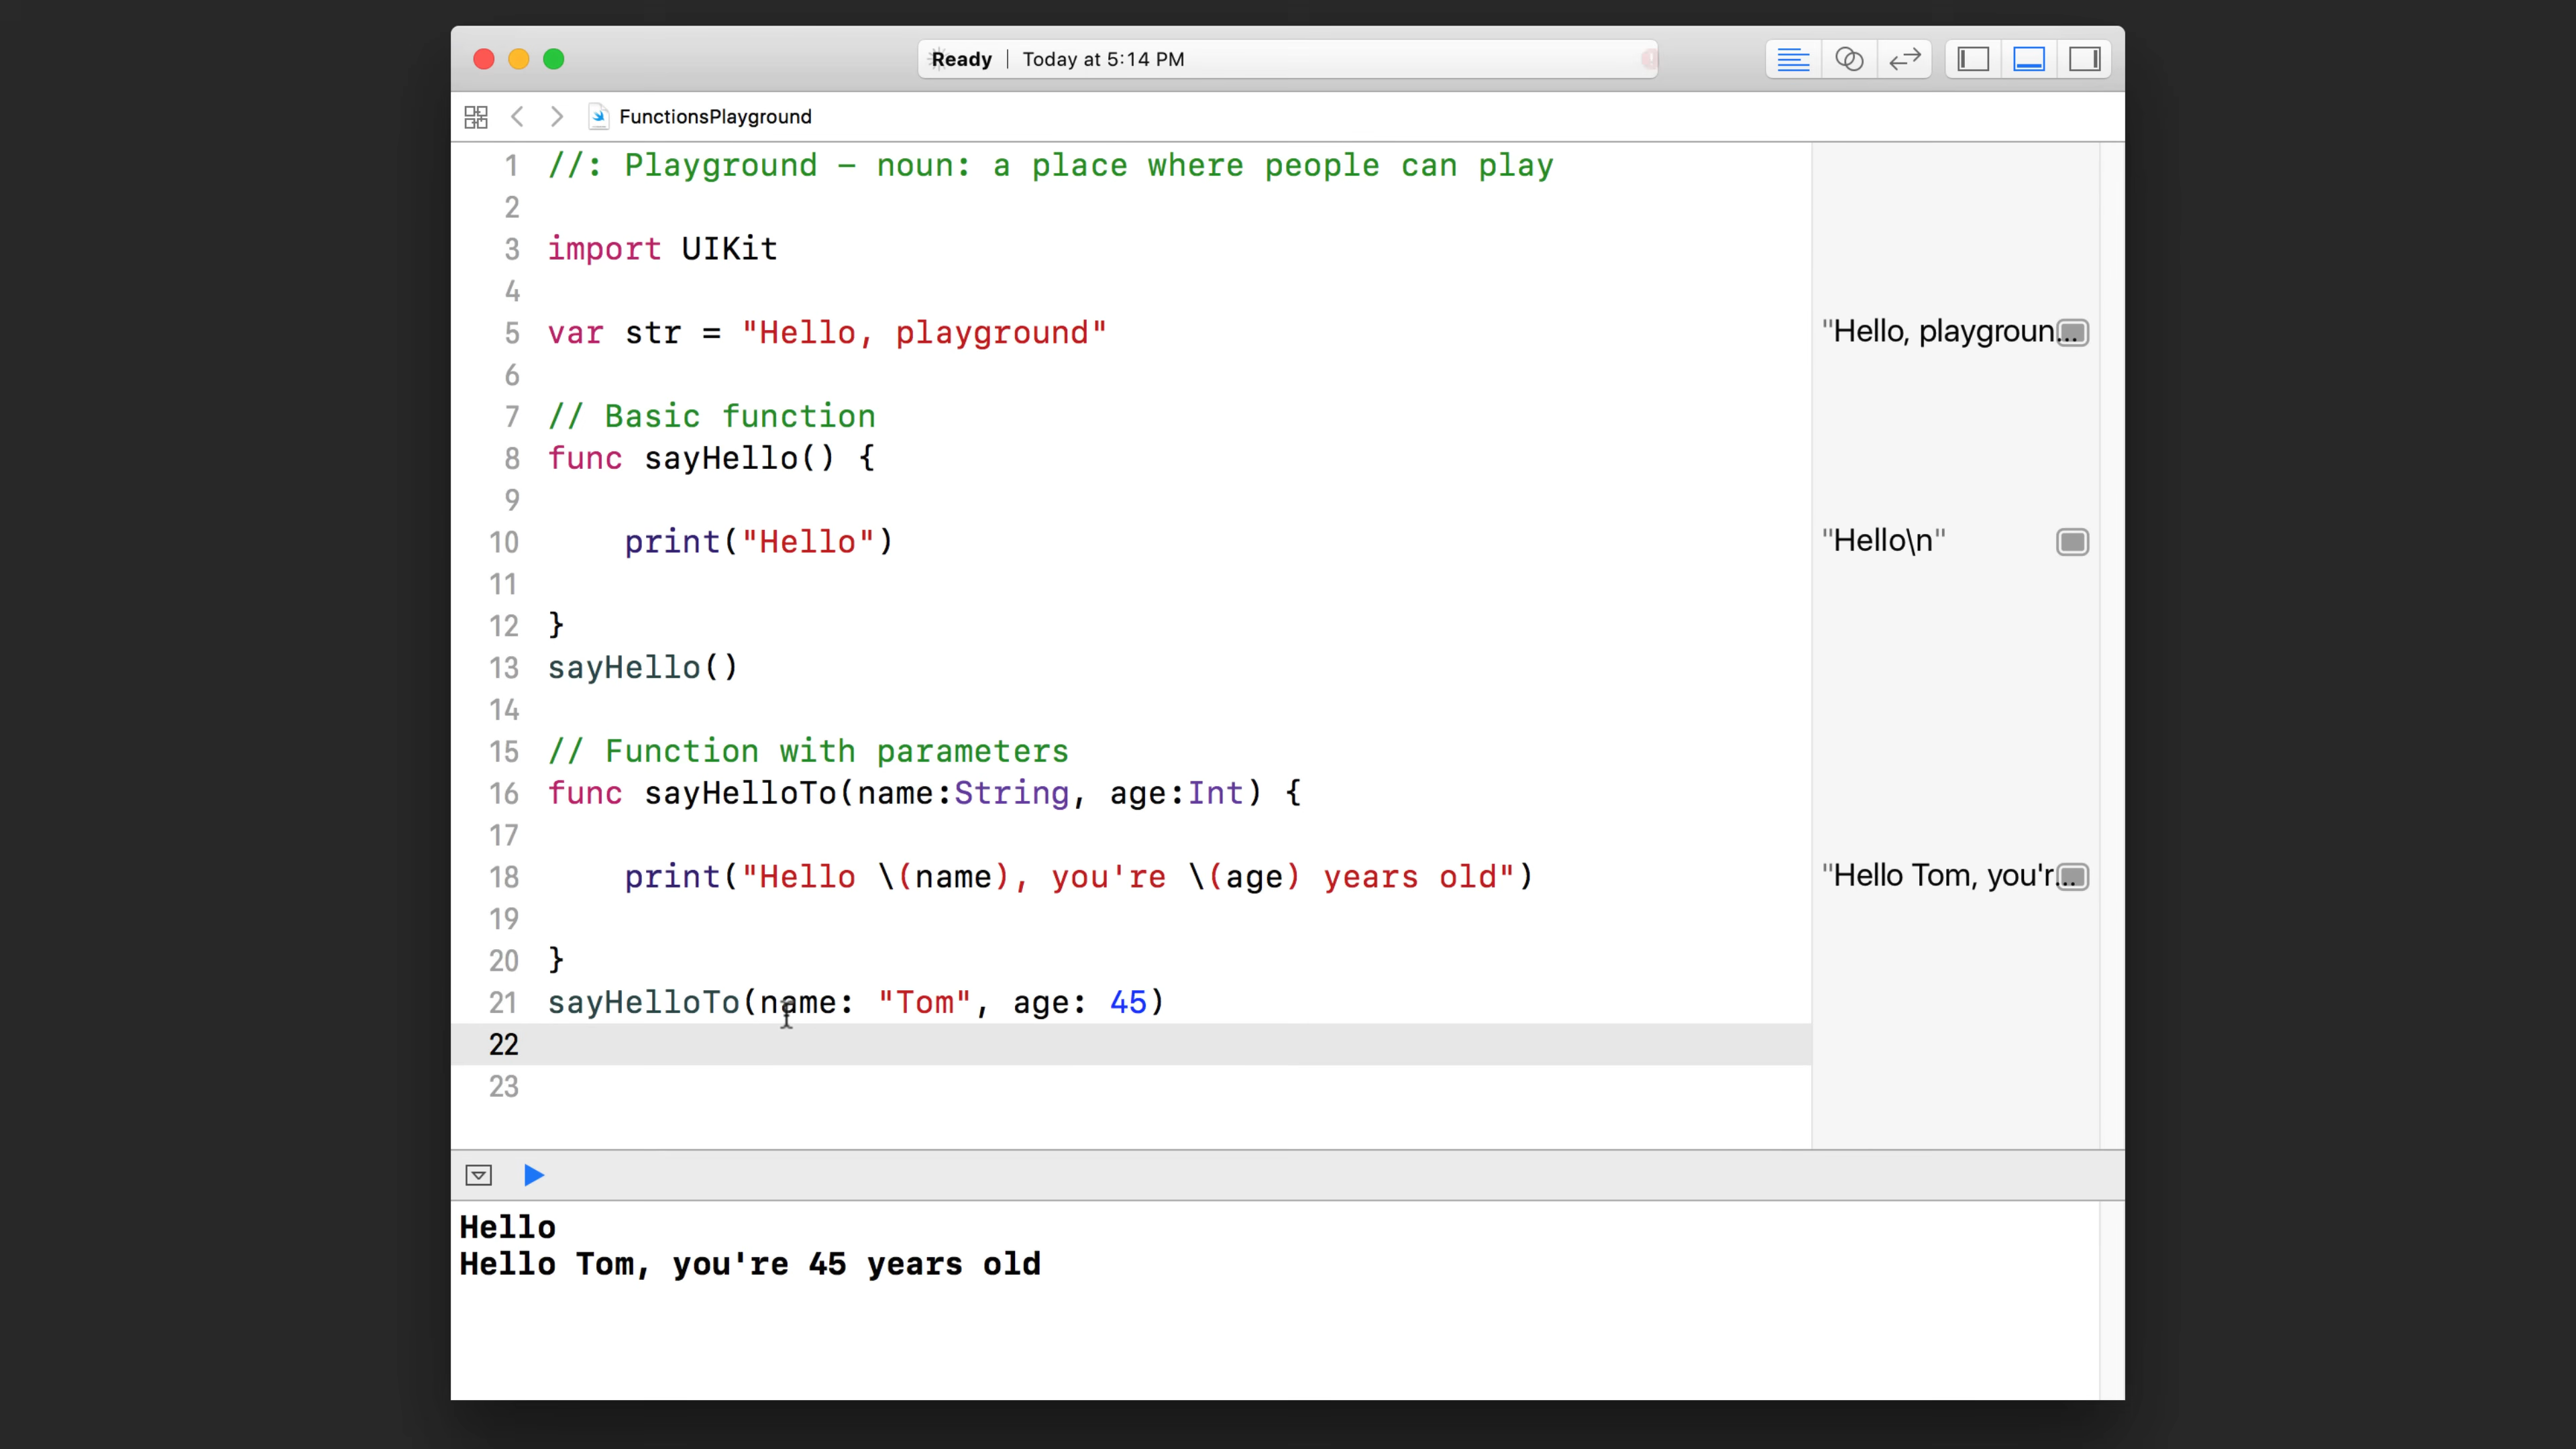 Ready | Today at 5:14 PM
FunctionsPlayground
1 //: Playground - noun: a place where people can play
2
3 import UIKit
4
5 var str = "Hello, playground"
"Hello, playgroun...
6
7 // Basic function
8 func sayHello() {
9
10 print("Hello")
"Hello\n"
11
12 }
13 sayHello()
14
15 // Function with parameters
16 func sayHelloTo(name:String, age:Int) {
17
18 print("Hello \(name), you're \(age) years old")
"Hello Tom, you'r...
19
20 }
21 sayHelloTo(name: "Tom", age: 45)
22
23
Hello
Hello Tom, you're 45 years old